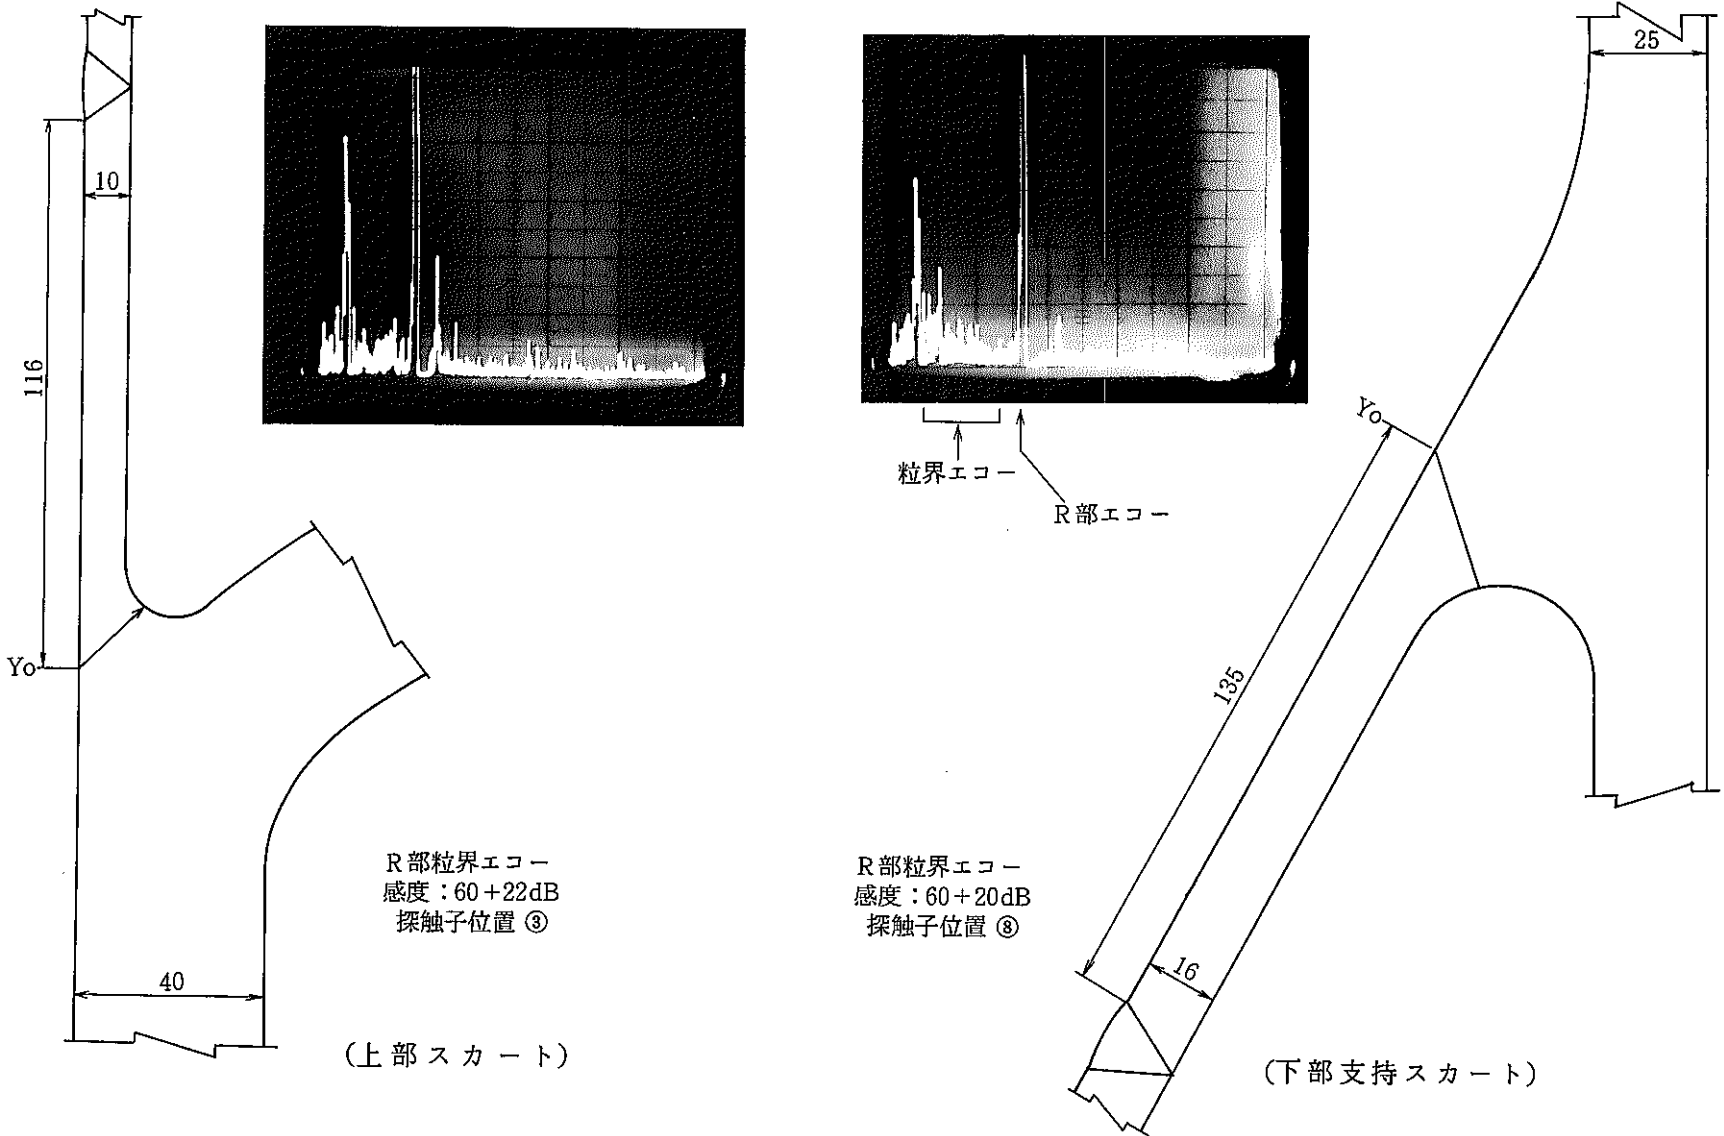 25
10
116
Yo
粒界エコー
R部エコー
Yo
135
R部粒界エコー
感度：60+22dB
探触子位置 ③
R部粒界エコー
感度：60+20dB
探触子位置 ⑧
40
16
(上部スカート)
(下部支持スカート)